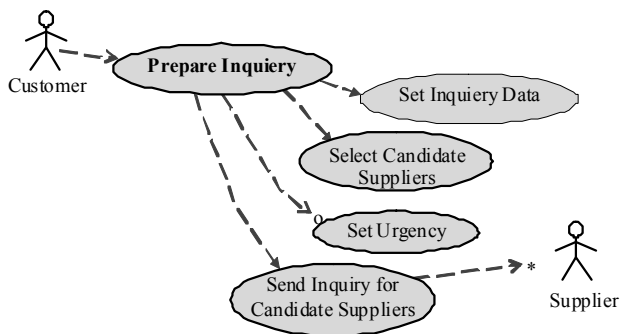 Customer
Prepare Inquiery
Set Inquiery Data
Select Candidate
Suppliers
o
Set Urgency
Send Inquiry for
Candidate Suppliers
*
Supplier